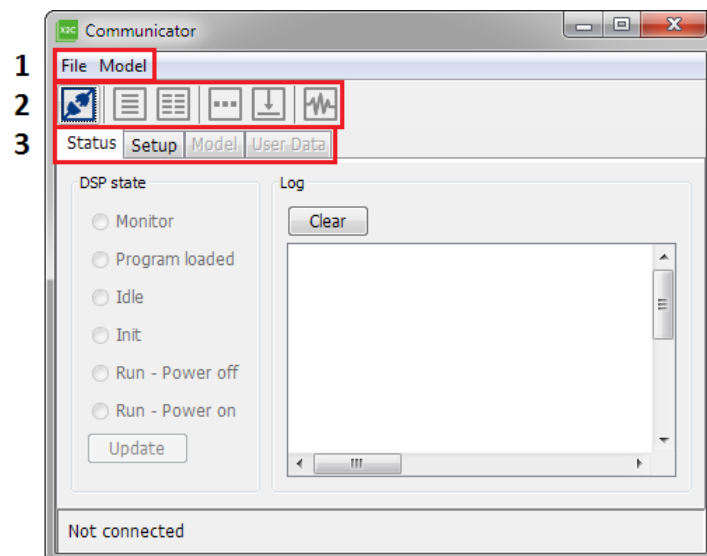 X2C Communicator
1 File Model
2
3 Status Setup Model User Data
DSP state Log
Monitor Clear
Program loaded
Idle
Init
Run - Power off
Run - Power on
Update
Not connected